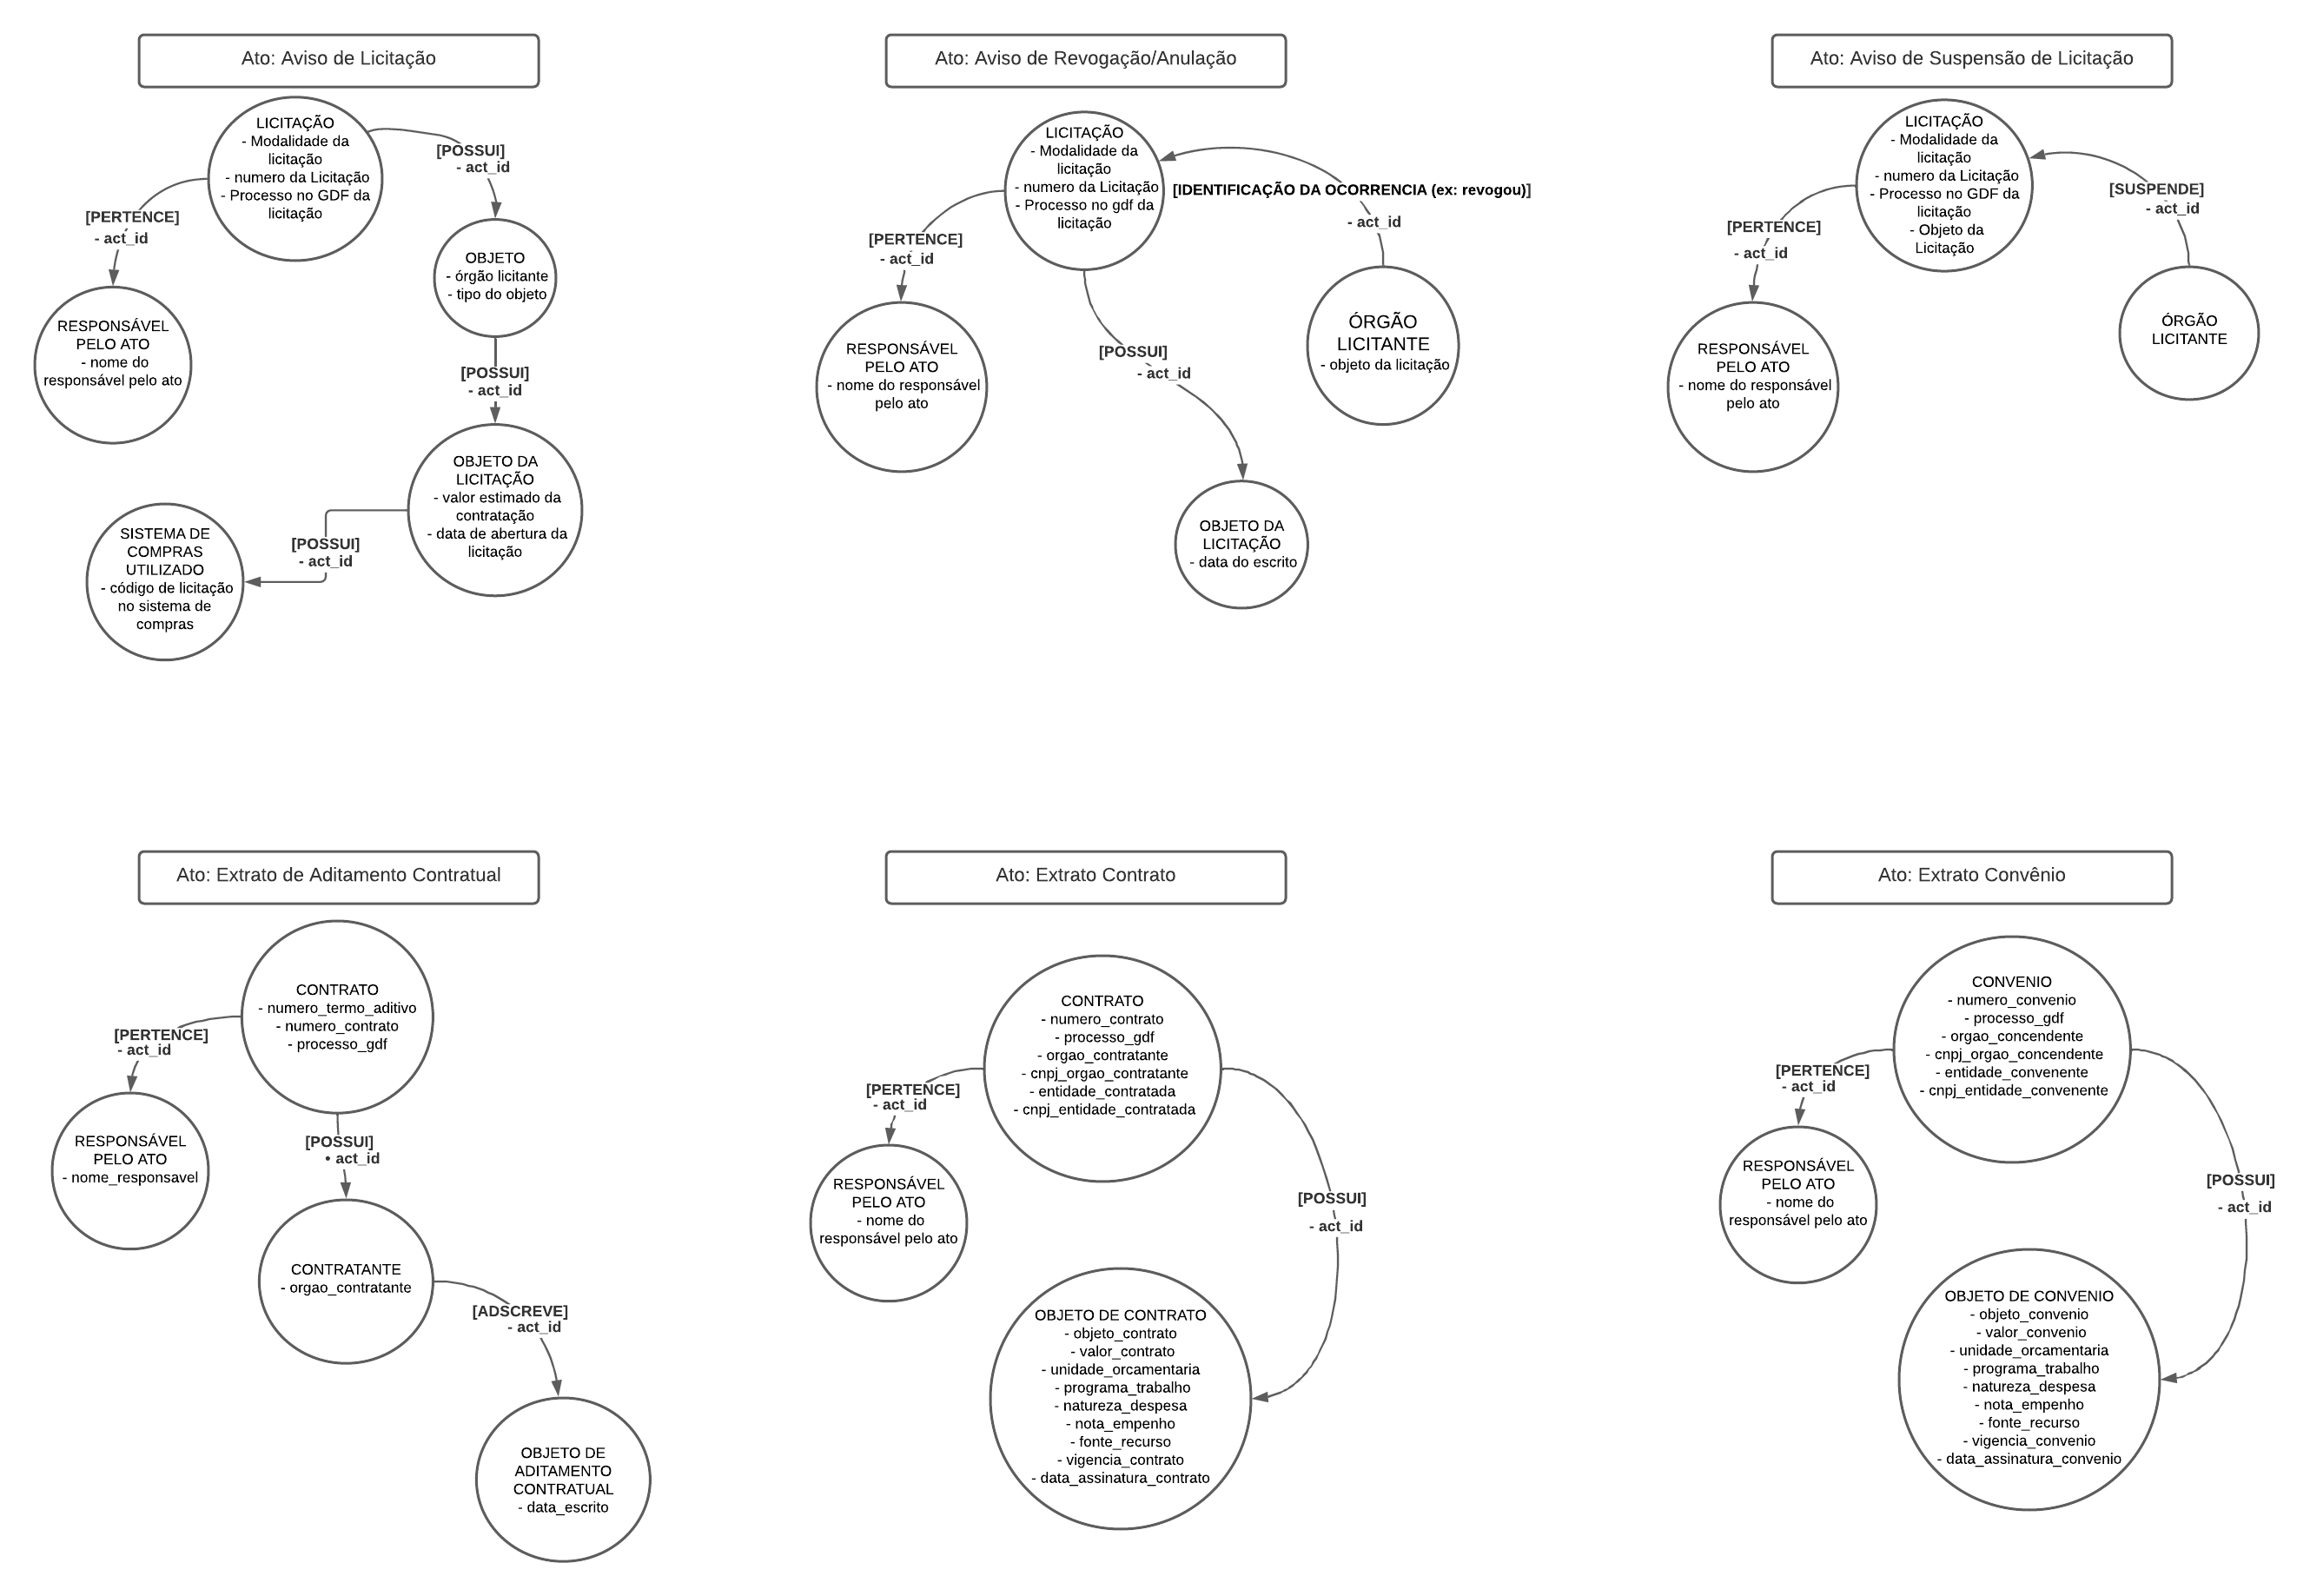 Ato: Aviso de Licitação
LICITAÇÃO
- Modalidade da
licitação
- numero da Licitação
- Processo no GDF da
licitação
[POSSUI]
- act_id
[PERTENCE]
- act_id
OBJETO
- órgão licitante
- tipo do objeto
RESPONSÁVEL
PELO ATO
- nome do
responsável pelo ato
[POSSUI]
- act_id
OBJETO DA
LICITAÇÃO
- valor estimado da
contratação
- data de abertura da
licitação
[POSSUI]
- act_id
SISTEMA DE
COMPRAS
UTILIZADO
- código de licitação
no sistema de
compras
Ato: Aviso de Revogação/Anulação
LICITAÇÃO
- Modalidade da
licitação
- numero da Licitação
- Processo no gdf da
licitação
[IDENTIFICAÇÃO DA OCORRENCIA (ex: revogou)]
- act_id
[PERTENCE]
- act_id
RESPONSÁVEL
PELO ATO
- nome do responsável
pelo ato
[POSSUI]
- act_id
ÓRGÃO
LICITANTE
- objeto da licitação
OBJETO DA
LICITAÇÃO
- data do escrito
Ato: Aviso de Suspensão de Licitação
LICITAÇÃO
- Modalidade da
licitação
- numero da Licitação
- Processo no GDF da
licitação
- Objeto da
Licitação
[SUSPENDE]
- act_id
[PERTENCE]
- act_id
RESPONSÁVEL
PELO ATO
- nome do responsável
pelo ato
ÓRGÃO
LICITANTE
Ato: Extrato de Aditamento Contratual
CONTRATO
- numero_termo_aditivo
- numero_contrato
- processo_gdf
[PERTENCE]
- act_id
RESPONSÁVEL
PELO ATO
- nome_responsavel
[POSSUI]
• act_id
CONTRATANTE
- orgao_contratante
[ADSCREVE]
- act_id
OBJETO DE
ADITAMENTO
CONTRATUAL
- data_escrito
Ato: Extrato Contrato
CONTRATO
- numero_contrato
- processo_gdf
- orgao_contratante
- cnpj_orgao_contratante
- entidade_contratada
- cnpj_entidade_contratada
[PERTENCE]
- act_id
RESPONSÁVEL
PELO ATO
- nome do
responsável pelo ato
[POSSUI]
- act_id
OBJETO DE CONTRATO
- objeto_contrato
- valor_contrato
- unidade_orcamentaria
- programa_trabalho
- natureza_despesa
- nota_empenho
- fonte_recurso
- vigencia_contrato
- data_assinatura_contrato
Ato: Extrato Convênio
CONVENIO
- numero_convenio
- processo_gdf
- orgao_concendente
- cnpj_orgao_concendente
- entidade_convenente
- cnpj_entidade_convenente
[PERTENCE]
- act_id
RESPONSÁVEL
PELO ATO
- nome do
responsável pelo ato
[POSSUI]
- act_id
OBJETO DE CONVENIO
- objeto_convenio
- valor_convenio
- unidade_orcamentaria
- programa_trabalho
- natureza_despesa
- nota_empenho
- fonte_recurso
- vigencia_convenio
- data_assinatura_convenio